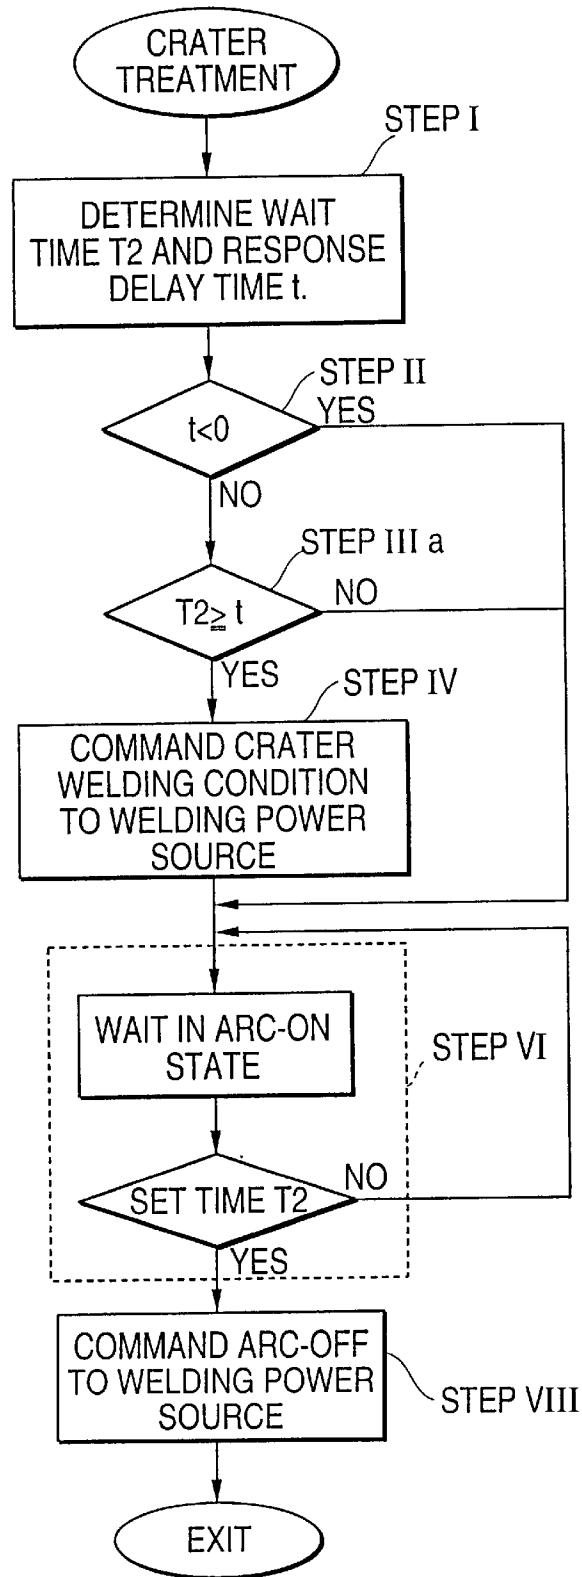 CRATER
TREATMENT
STEP I
DETERMINE WAIT
TIME T2 AND RESPONSE
DELAY TIME t.
STEP II
t<0
YES
NO
STEP III a
T2≧ t
NO
YES
STEP IV
COMMAND CRATER
WELDING CONDITION
TO WELDING POWER
SOURCE
WAIT IN ARC-ON
STATE
STEP VI
SET TIME T2
NO
YES
COMMAND ARC-OFF
TO WELDING POWER
SOURCE
STEP VIII
EXIT